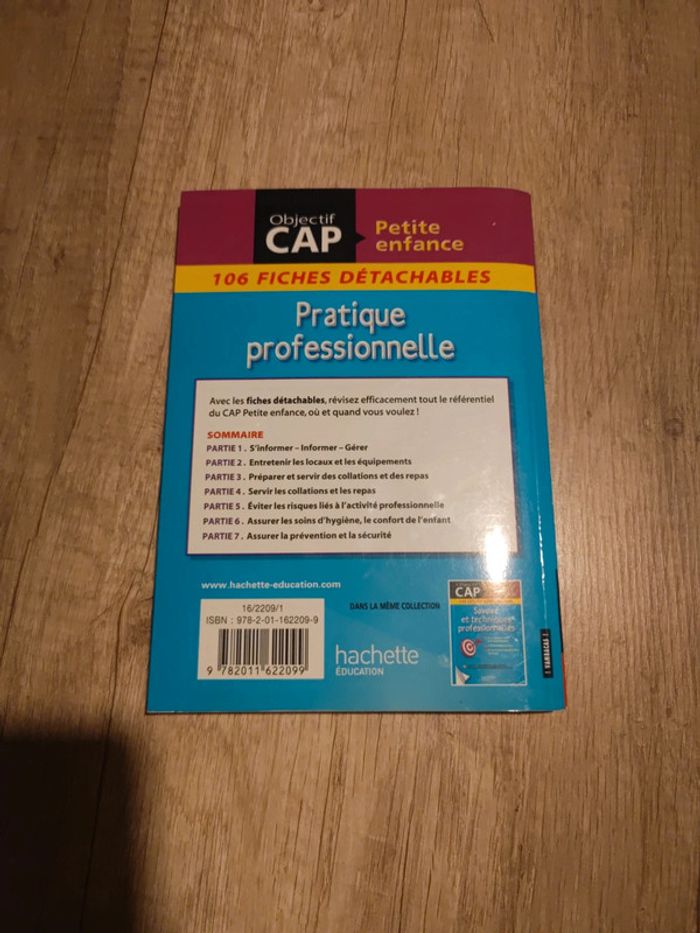 Objectif
CAP
Petite
enfance
106 FICHES DÉTACHABLES
Pratique
professionnelle
Avec les fiches détachables, révisez efficacement tout le référentiel
du CAP Petite enfance, où et quand vous voulez !
SOMMAIRE
PARTIE 1 . S'informer – Informer – Gérer
PARTIE 2 . Entretenir les locaux et les équipements
PARTIE 3 . Préparer et servir des collations et des repas
PARTIE 4 . Servir les collations et les repas
PARTIE 5 . Éviter les risques liés à l'activité professionnelle
PARTIE 6 . Assurer les soins d'hygiène, le confort de l'enfant
PARTIE 7 . Assurer la prévention et la sécurité
www.hachette-education.com
16/2209/1
ISBN : 978-2-01-162209-9
9 782011 622099
DANS LA MÊME COLLECTION
hachette
ÉDUCATION
CAP
Savoirs
et techniques
professionnelles